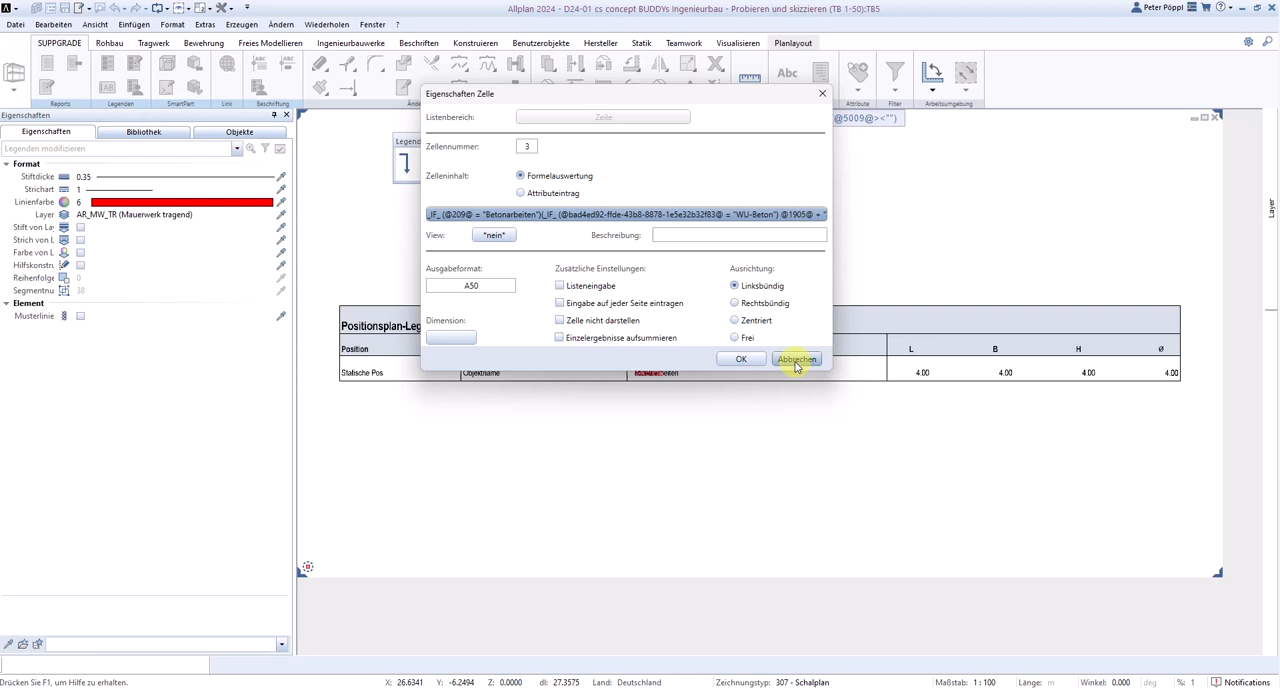 Allplan 2024 - D24-01 cs concept BUDDYs Ingenieurbau - Probieren und skizzieren (TB 1-50):TB5
Peter Pöppl
Datei Bearbeiten Ansicht Einfügen Format Extras Erzeugen Ändern Wiederholen Fenster ?
SUPPGRADE Rohbau Tragwerk Bewehrung Freies Modellieren Ingenieurbauwerke Beschriften Konstruieren Benutzerobjekte Hersteller Statik Teamwork Visualisieren Planlayout
Abc
Reports Legenden SmartPart Link Beschriftung Attribute Filter Arbeitsumgebung
Eigenschaften
Eigenschaften Bibliothek Objekte
Legenden modifizieren
Format
Stiftdicke 0.35
Strichart 1
Linienfarbe 6
Layer AR_MW_TR (Mauerwerk tragend)
Stift von La
Strich von L
Farbe von L
Hilfskonstru
Reihenfolge 0
Segmentnu 38
Element
Musterlinie
Eigenschaften Zelle
Listenbereich: Zeile
Zellennummer: 3
Zelleninhalt: Formelauswertung
Attributeintrag
_IF_ (@209@ = "Betonarbeiten")(_IF_ (@bad4ed92-ffde-43b8-8878-1e5e32b32f83@ = "WU-Beton") @1905@ + "
View: "nein" Beschreibung:
Ausgabeformat: Zusätzliche Einstellungen: Ausrichtung:
A50 Listeneingabe Linksbündig
Eingabe auf jeder Seite eintragen Rechtsbündig
Dimension: Zelle nicht darstellen Zentriert
Einzelergebnisse aufsummieren Frei
OK Abbrechen
@5009@><"")
Legend
Positionsplan-Leg
Position L B H Ø
Statische Pos Objektname 4.00 4.00 4.00 4.00
Layer
Drücken Sie F1, um Hilfe zu erhalten. X: 26.6341 Y: -6.2494 Z: 0.0000 dl: 27.3575 Land: Deutschland Zeichnungstyp: 307 - Schalplan Maßstab: 1 : 100 Länge: m Winkel: 0.000 deg %: 1 Notifications